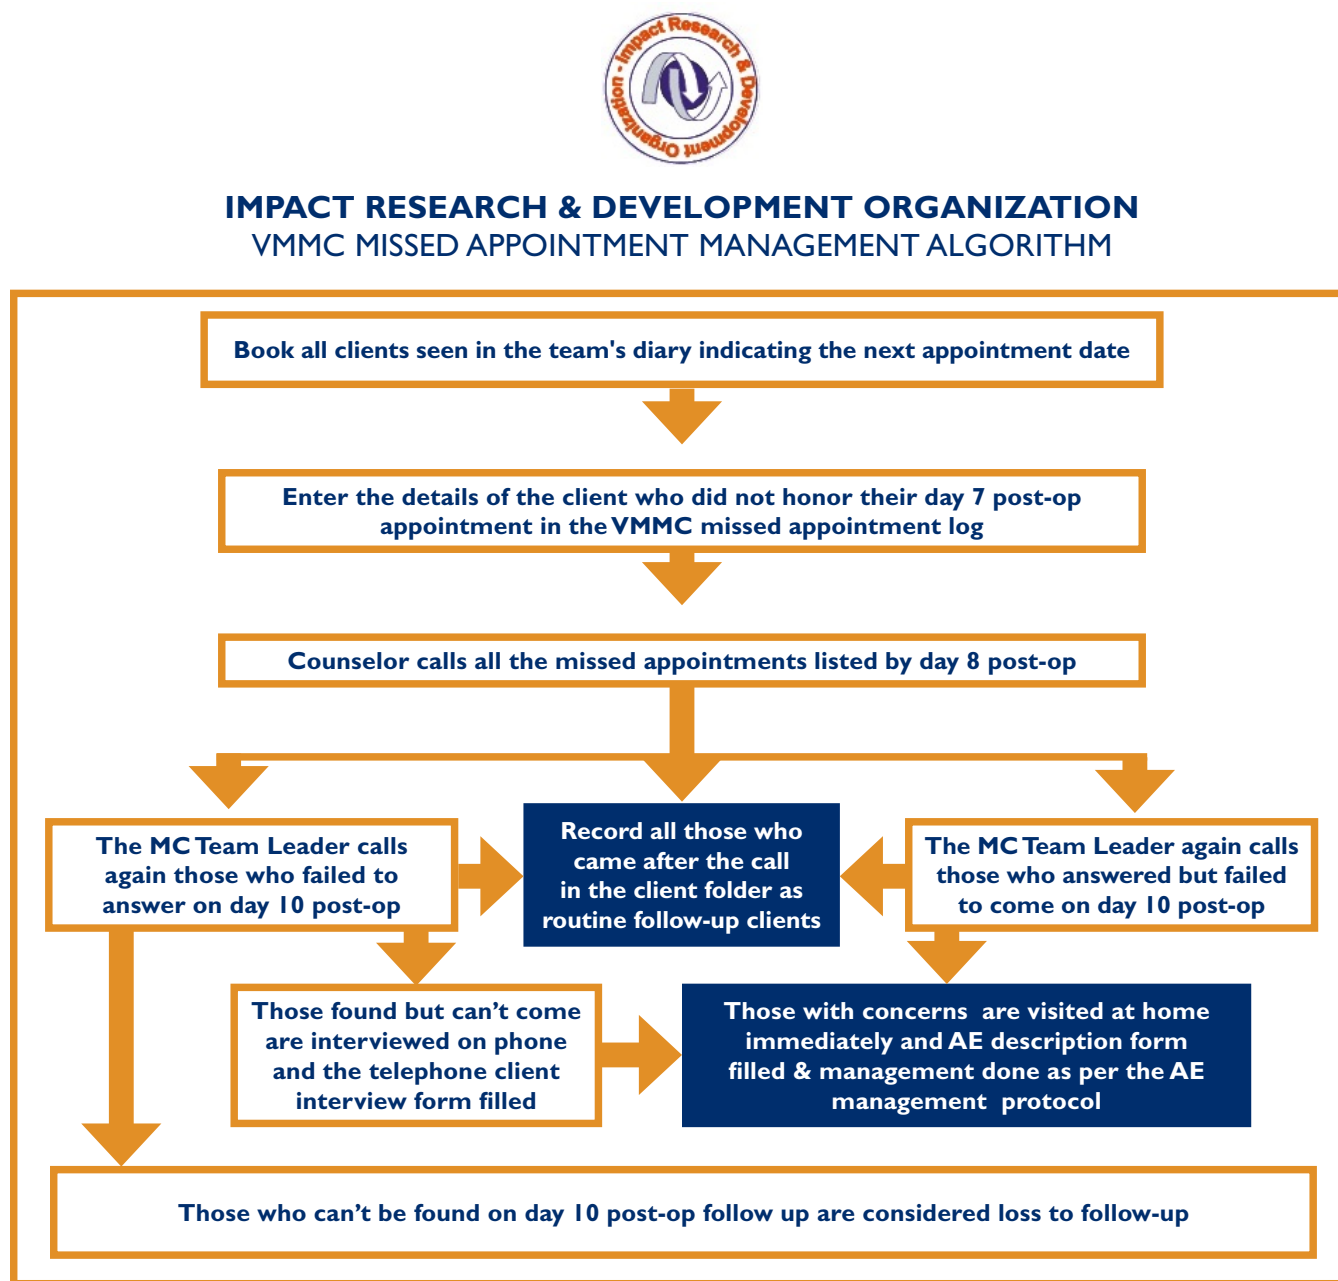 Impact Research & Development Organization -
IMPACT RESEARCH & DEVELOPMENT ORGANIZATION
VMMC MISSED APPOINTMENT MANAGEMENT ALGORITHM
Book all clients seen in the team's diary indicating the next appointment date
Enter the details of the client who did not honor their day 7 post-op
appointment in the VMMC missed appointment log
Counselor calls all the missed appointments listed by day 8 post-op
The MC Team Leader calls
again those who failed to
answer on day 10 post-op
Record all those who
came after the call
in the client folder as
routine follow-up clients
The MC Team Leader again calls
those who answered but failed
to come on day 10 post-op
Those found but can’t come
are interviewed on phone
and the telephone client
interview form filled
Those with concerns are visited at home
immediately and AE description form
filled & management done as per the AE
management protocol
Those who can’t be found on day 10 post-op follow up are considered loss to follow-up